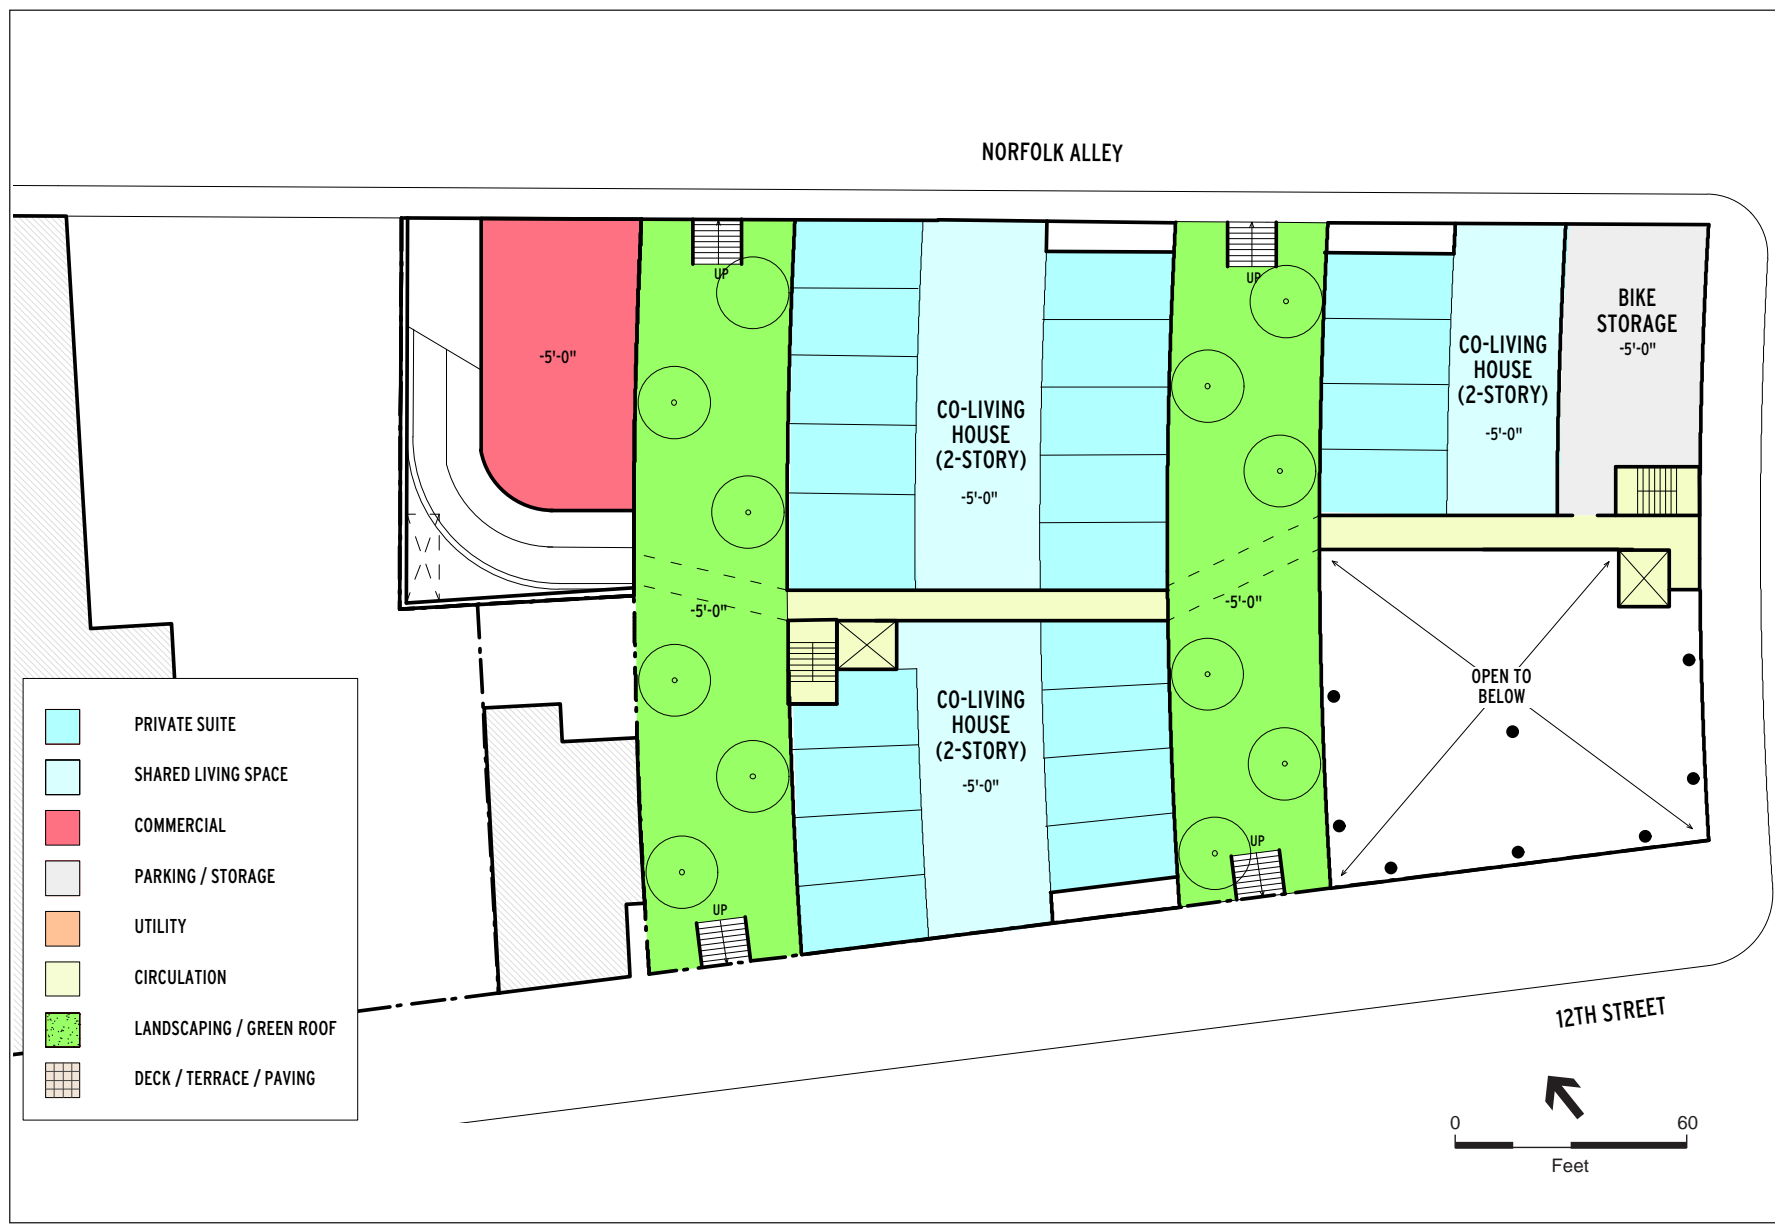 NORFOLK ALLEY
UP
UP
-5'-0"
BIKE
STORAGE
-5'-0"
CO-LIVING
HOUSE
(2-STORY)
-5'-0"
CO-LIVING
HOUSE
(2-STORY)
-5'-0"
-5'-0"
-5'-0"
OPEN TO
BELOW
CO-LIVING
HOUSE
(2-STORY)
-5'-0"
UP
UP
PRIVATE SUITE
SHARED LIVING SPACE
COMMERCIAL
PARKING / STORAGE
UTILITY
CIRCULATION
LANDSCAPING / GREEN ROOF
DECK / TERRACE / PAVING
12TH STREET
0 60
Feet